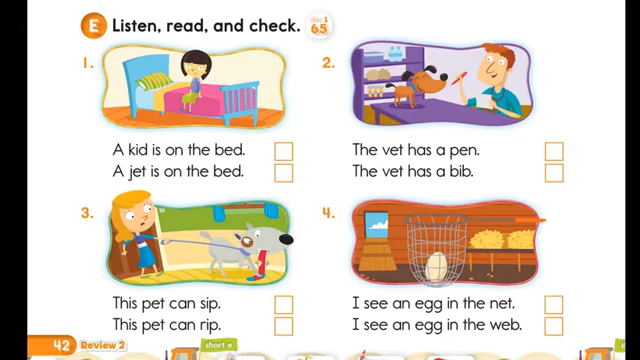 E Listen, read, and check. disc 1 65
1.
A kid is on the bed.
A jet is on the bed.
2.
The vet has a pen.
The vet has a bib.
3.
This pet can sip.
This pet can rip.
4.
I see an egg in the net.
I see an egg in the web.
42 Review 2 short e